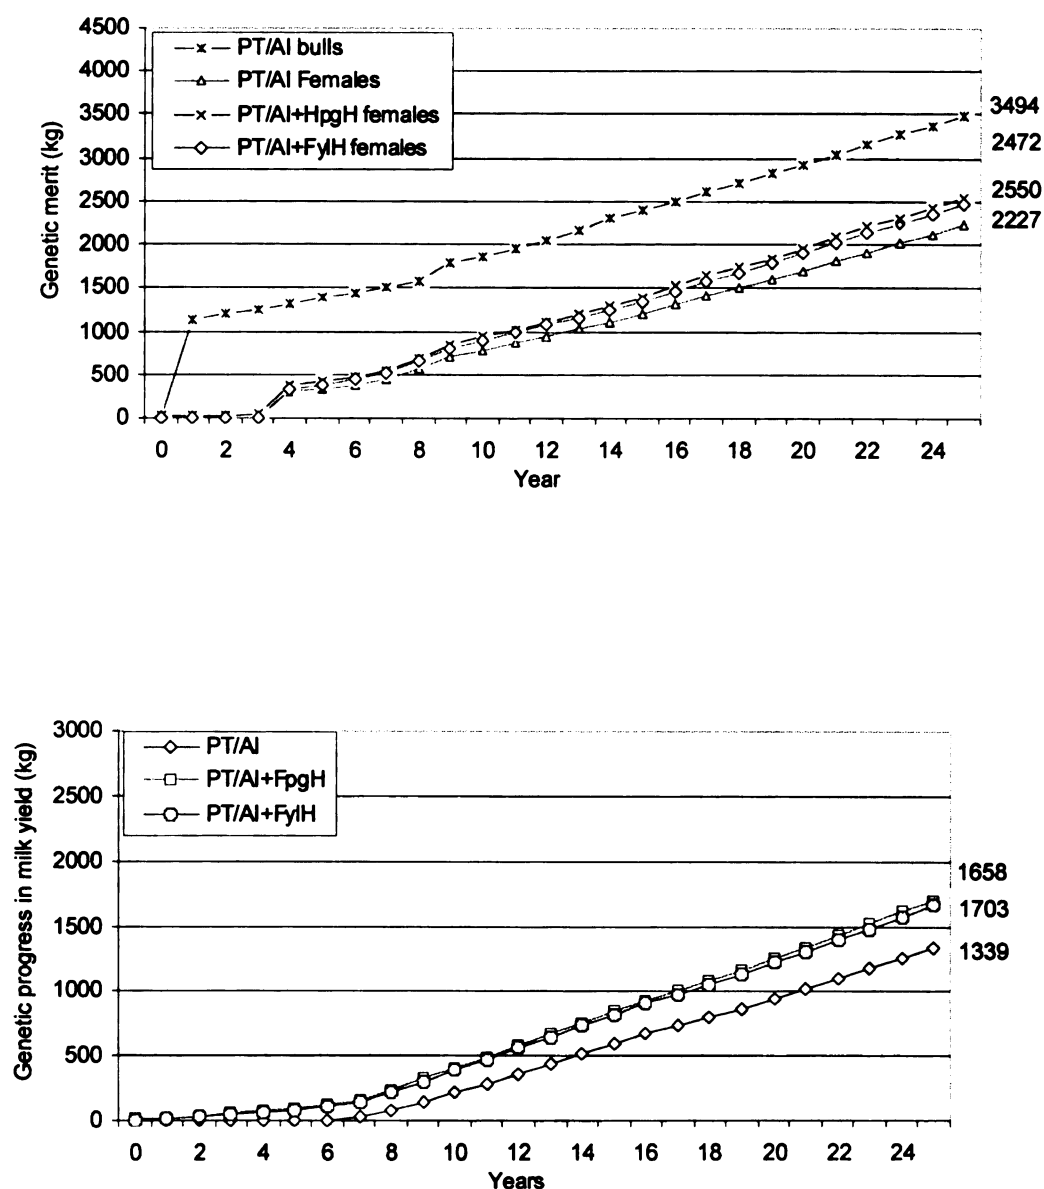 4500
4000
3500
3000
2500
2000
1500
1000
500
0
Genetic merit (kg)
PT/AI bulls
PT/AI Females
PT/AI+HpgH females
PT/AI+FylH females
3494
2472
2550
2227
0 2 4 6 8 10 12 14 16 18 20 22 24
Year
3000
2500
2000
1500
1000
500
0
Genetic progress in milk yield (kg)
PT/AI
PT/AI+FpgH
PT/AI+FylH
1658
1703
1339
0 2 4 6 8 10 12 14 16 18 20 22 24
Years